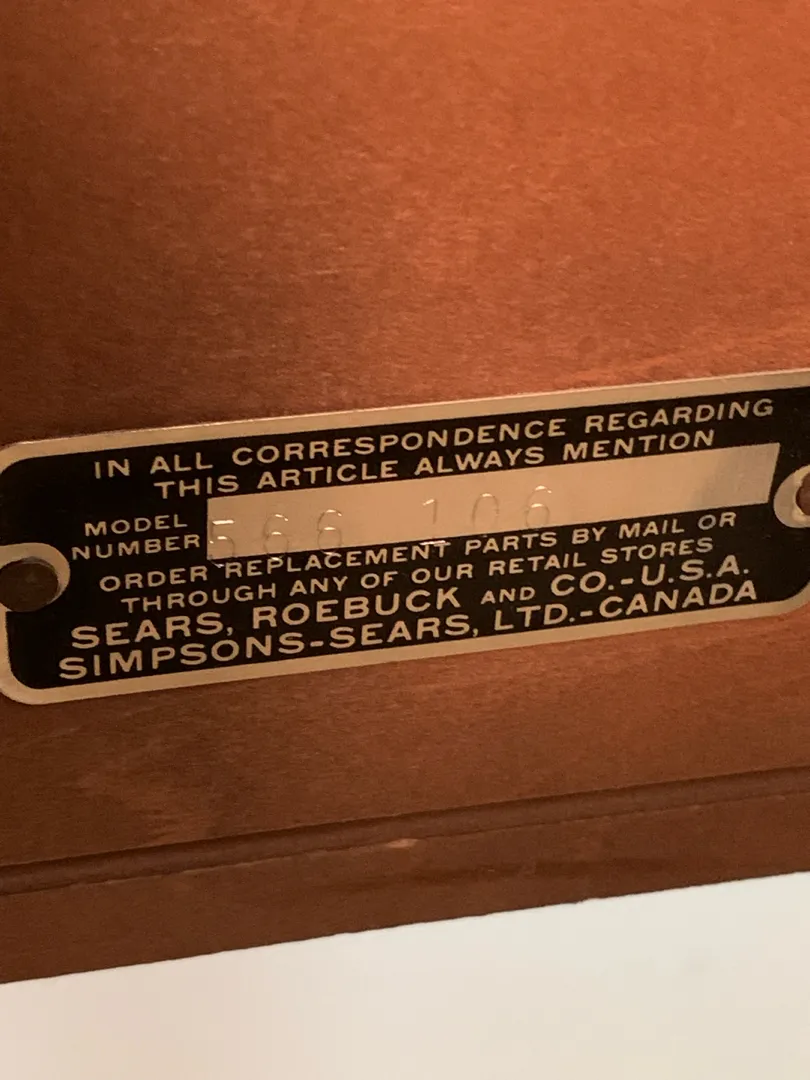 IN ALL CORRESPONDENCE REGARDING
THIS ARTICLE ALWAYS MENTION
MODEL NUMBER 566 106
ORDER REPLACEMENT PARTS BY MAIL OR
THROUGH ANY OF OUR RETAIL STORES
SEARS, ROEBUCK AND CO.-U.S.A.
SIMPSONS-SEARS, LTD.-CANADA